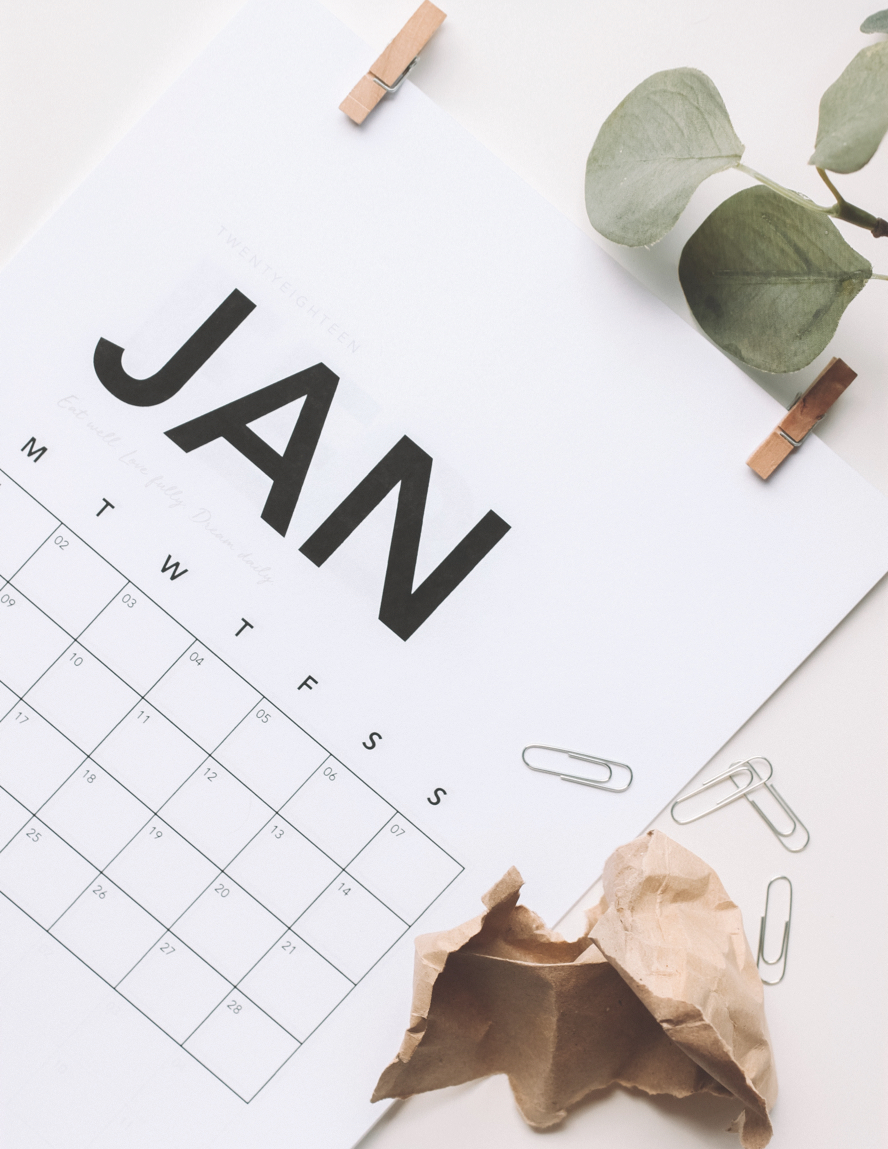 TWENTYEIGHTEEN
JAN
Eat well. Love fully. Dream daily
M T W T F S S
02 03 04 05 06 07
09 10 11 12 13 14
17 18 19 20 21
25 26 27 28